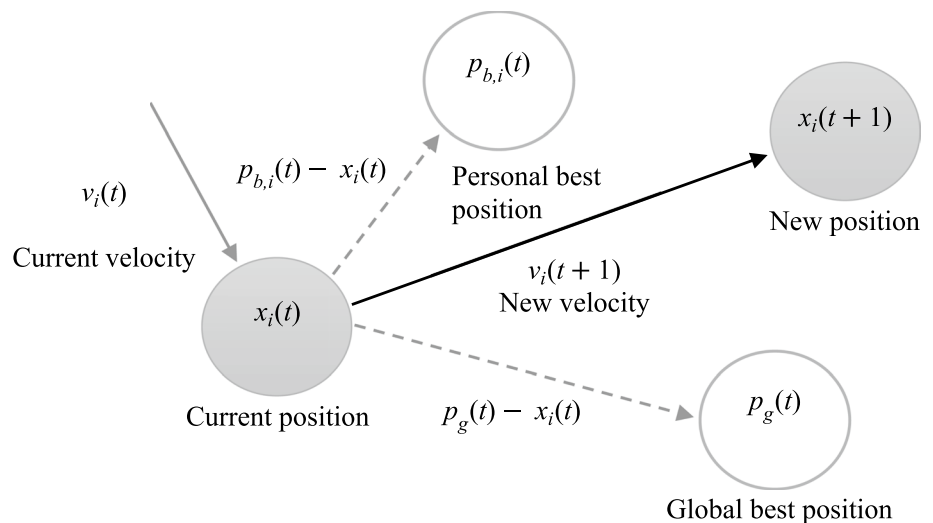 p_{b,i}(t)
x_i(t + 1)
p_{b,i}(t) − x_i(t)
Personal best
position
v_i(t)
New position
Current velocity
v_i(t + 1)
New velocity
x_i(t)
Current position
p_g(t) − x_i(t)
p_g(t)
Global best position